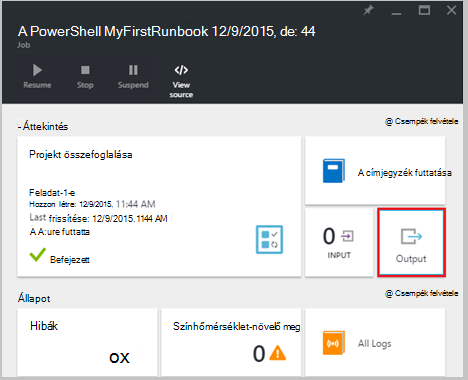 A PowerShell MyFirstRunbook 12/9/2015, de: 44
Job
Resume
Stop
Suspend
View source
-Áttekintés
@ Csempék felvétele
Projekt összefoglalása
Feladat-1-e
Hozzon létre: 12/9/2015, 11:44 AM
Last frissítése: 12/9/2015. 1144 AM
A A:ure futtatta
Befejezett
A címjegyzék futtatása
0
INPUT
Output
Állapot
@ Csempék felvétele
Hibák
OX
Színhőmérséklet-növelő meg
0
All Logs